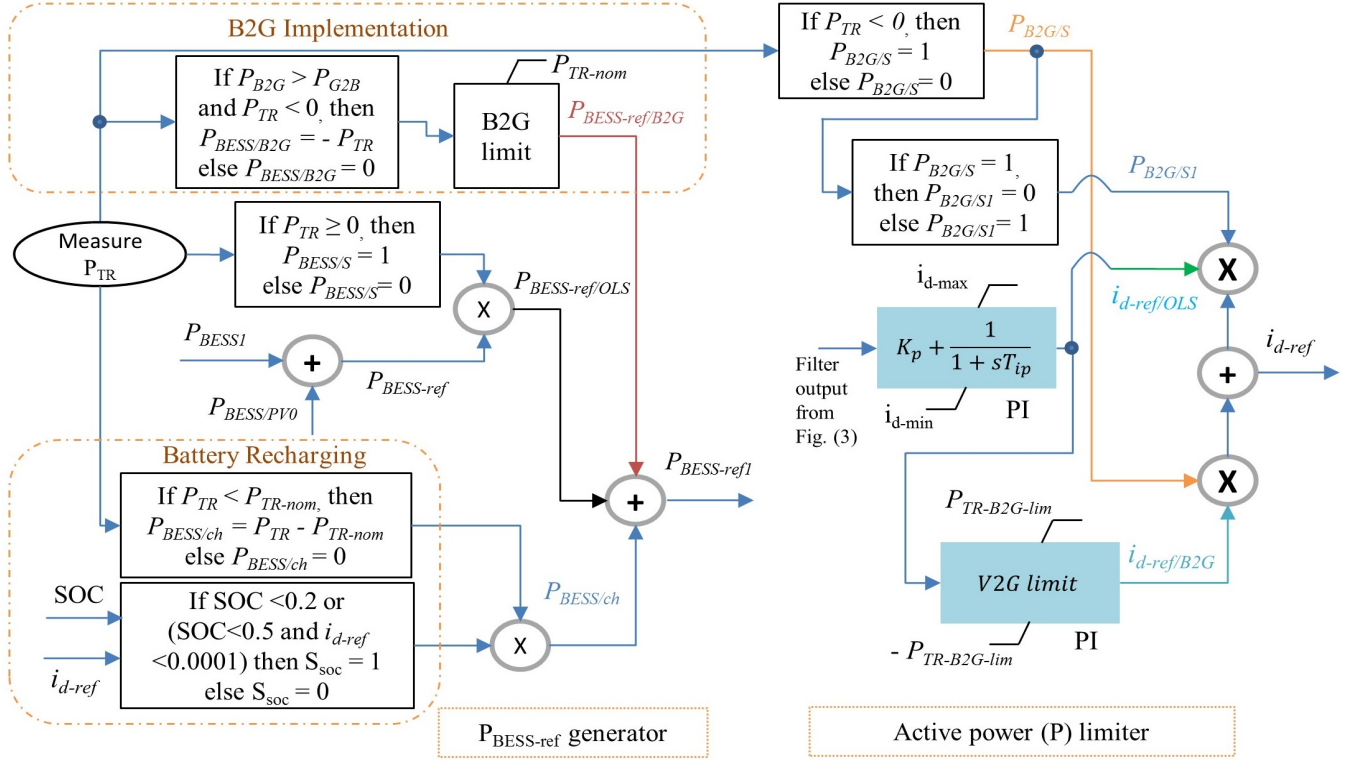 B2G Implementation
If P_TR < 0, then
P_B2G/S = 1
else P_B2G/S= 0
P_B2G/S
If P_B2G > P_G2B
and P_TR < 0, then
P_BESS/B2G = - P_TR
else P_BESS/B2G = 0
P_TR-nom
B2G
limit
P_BESS-ref/B2G
If P_B2G/S = 1,
then P_B2G/S1 = 0
else P_B2G/S1 = 1
P_B2G/S1
Measure
P_TR
If P_TR ≥ 0, then
P_BESS/S = 1
else P_BESS/S= 0
X
P_BESS-ref/OLS
P_BESS1
+
P_BESS-ref
P_BESS/PV0
i_d-max
K_p + 1 / (1 + sT_ip)
i_d-min
PI
Filter
output
from
Fig. (3)
X
i_d-ref/OLS
+
i_d-ref
X
Battery Recharging
If P_TR < P_TR-nom, then
P_BESS/ch = P_TR - P_TR-nom
else P_BESS/ch = 0
+
P_BESS-ref1
P_BESS/ch
SOC
i_d-ref
If SOC <0.2 or
(SOC<0.5 and i_d-ref
<0.0001) then S_soc = 1
else S_soc = 0
X
P_TR-B2G-lim
V2G limit
i_d-ref/B2G
- P_TR-B2G-lim
PI
P_BESS-ref generator
Active power (P) limiter